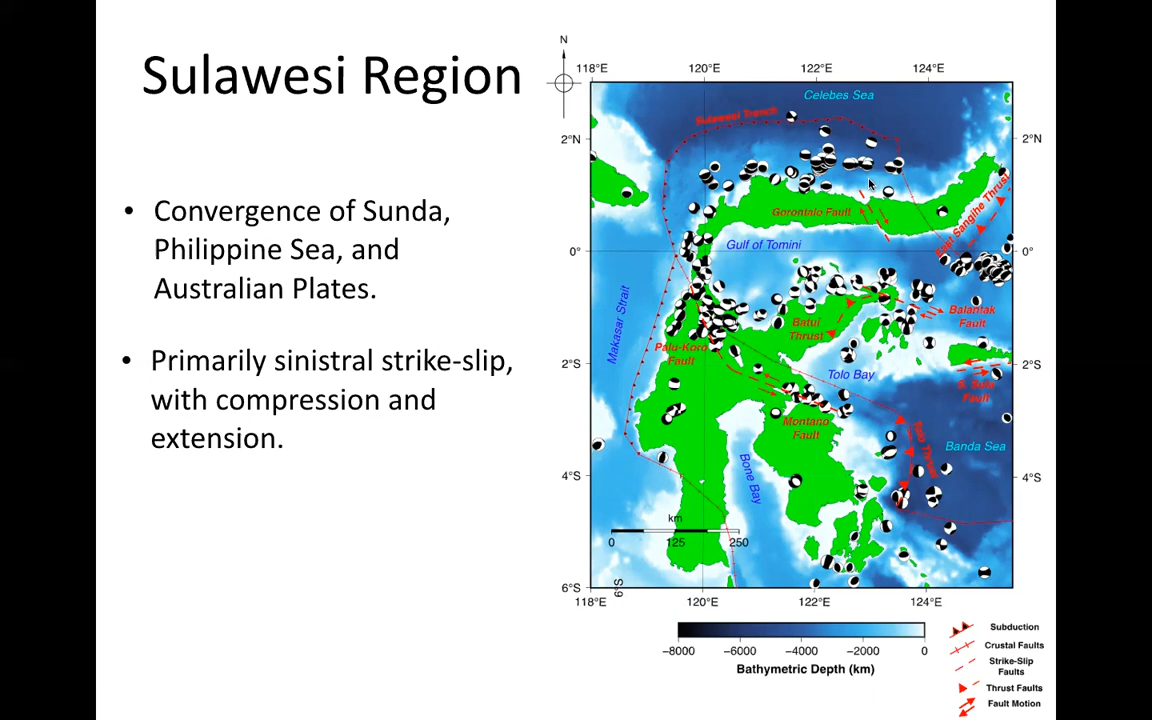 Sulawesi Region
• Convergence of Sunda,
Philippine Sea, and
Australian Plates.
• Primarily sinistral strike-slip,
with compression and
extension.
N
118°E 120°E 122°E 124°E
Celebes Sea
Sulawesi Trench
2°N 2°N
Gorontalo Fault
East Sangihe Thrust
Gulf of Tomini
0° 0°
Makasar Strait
Batui
Thrust
Balantak
Fault
Palu-Koro
Fault
2°S 2°S
Tolo Bay
S. Sula
Fault
Montano
Fault
Tolo Thrust
Banda Sea
Bone Bay
4°S 4°S
km
0 125 250
6°S 6°S
118°E 120°E 122°E 124°E
−8000 −6000 −4000 −2000 0
Bathymetric Depth (km)
Subduction
Crustal Faults
Strike-Slip
Faults
Thrust Faults
Fault Motion